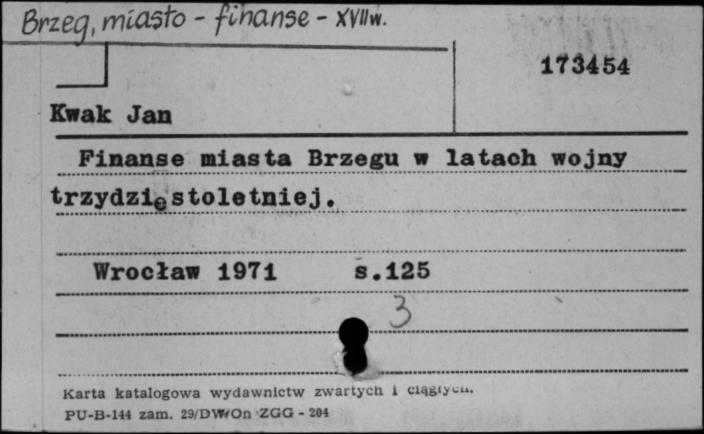 Brzeg, miasto - finanse - XVIIw.
173454
Kwak Jan
Finanse miasta Brzegu w latach wojny
trzydziestoletniej.
Wrocław 1971 s.125
3
Karta katalogowa wydawnictw zwartych i ciągłych.
PU-B-144 zam. 29/DW/On ZGG - 204